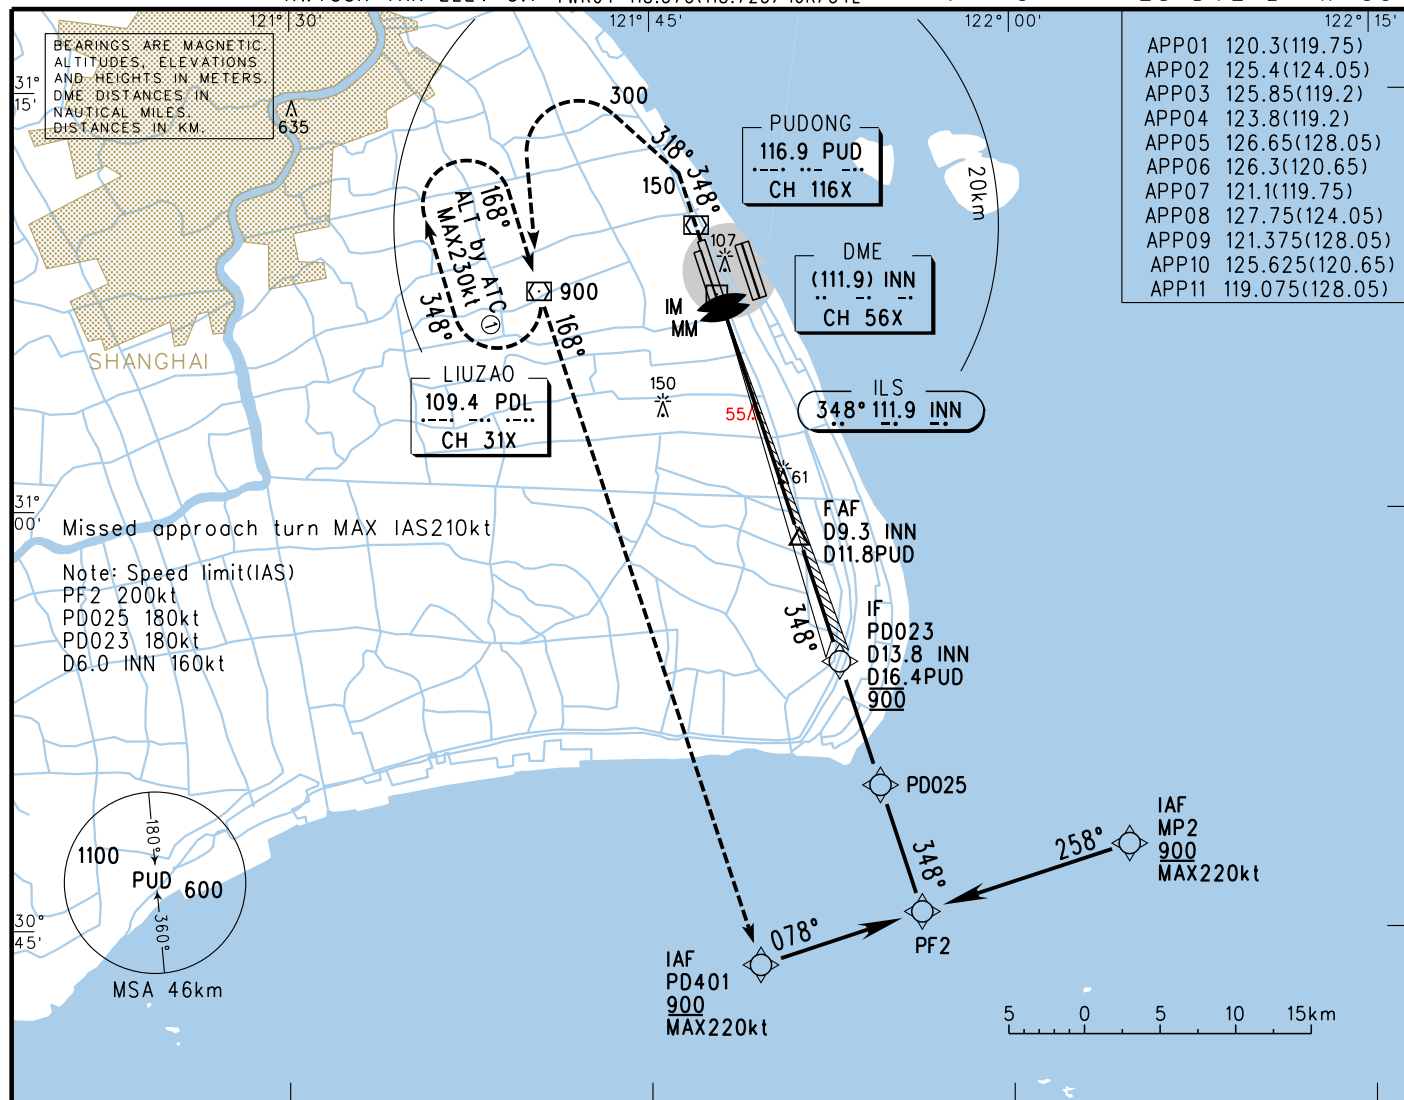 121° 30'
121° 45'
122° 00'
122° 15'
BEARINGS ARE MAGNETIC.
ALTITUDES, ELEVATIONS
AND HEIGHTS IN METERS.
DME DISTANCES IN
NAUTICAL MILES.
DISTANCES IN KM.
31°
15'
635
300
318°
348°
150
PUDONG
116.9 PUD
CH 116X
20km
APP01 120.3(119.75)
APP02 125.4(124.05)
APP03 125.85(119.2)
APP04 123.8(119.2)
APP05 126.65(128.05)
APP06 126.3(120.65)
APP07 121.1(119.75)
APP08 127.75(124.05)
APP09 121.375(128.05)
APP10 125.625(120.65)
APP11 119.075(128.05)
168°
ALT by ATC
MAX230kt
1
348°
900
168°
107
DME
(111.9) INN
CH 56X
IM
MM
SHANGHAI
LIUZAO
109.4 PDL
CH 31X
150
55
ILS
348° 111.9 INN
61
31°
00'
Missed approach turn MAX IAS210kt
FAF
D9.3 INN
D11.8PUD
Note: Speed limit(IAS)
PF2 200kt
PD025 180kt
PD023 180kt
D6.0 INN 160kt
348°
IF
PD023
D13.8 INN
D16.4PUD
900
PD025
348°
258°
IAF
MP2
900
MAX220kt
180°
1100
PUD
600
360°
MSA 46km
30°
45'
078°
PF2
IAF
PD401
900
MAX220kt
5 0 5 10 15km